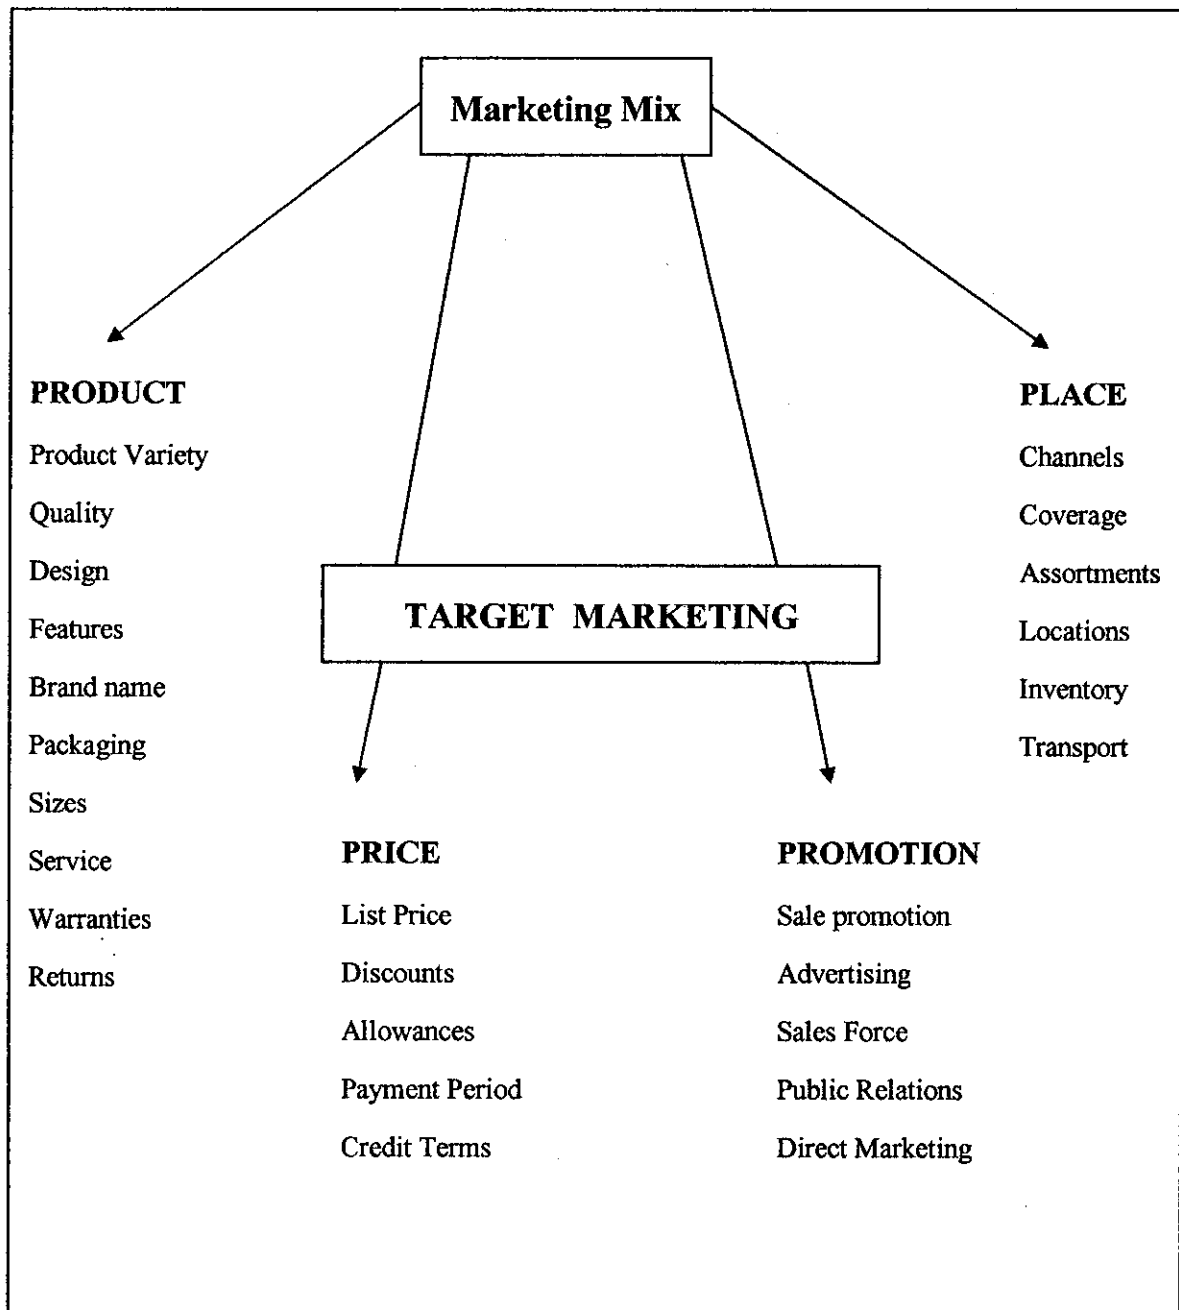 Marketing Mix
PRODUCT
Product Variety
Quality
Design
Features
Brand name
Packaging
Sizes
Service
Warranties
Returns
TARGET MARKETING
PRICE
List Price
Discounts
Allowances
Payment Period
Credit Terms
PROMOTION
Sale promotion
Advertising
Sales Force
Public Relations
Direct Marketing
PLACE
Channels
Coverage
Assortments
Locations
Inventory
Transport